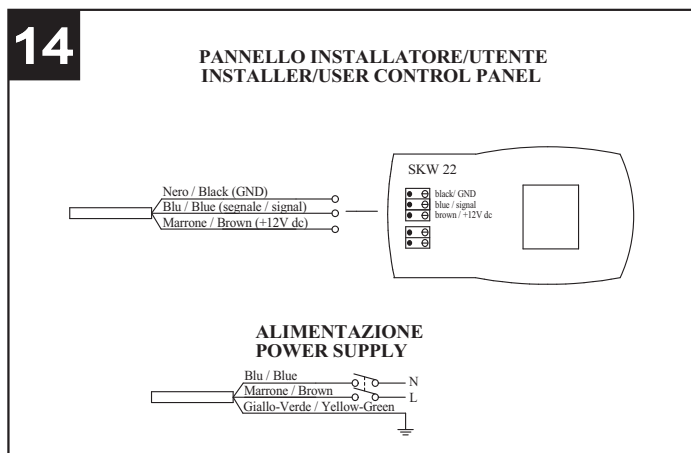 14
PANNELLO INSTALLATORE/UTENTE
INSTALLER/USER CONTROL PANEL
Nero / Black (GND)
Blu / Blue (segnale / signal)
Marrone / Brown (+12V dc)
SKW 22
black/ GND
blue / signal
brown / +12V dc
ALIMENTAZIONE
POWER SUPPLY
Blu / Blue
N
Marrone / Brown
L
Giallo-Verde / Yellow-Green